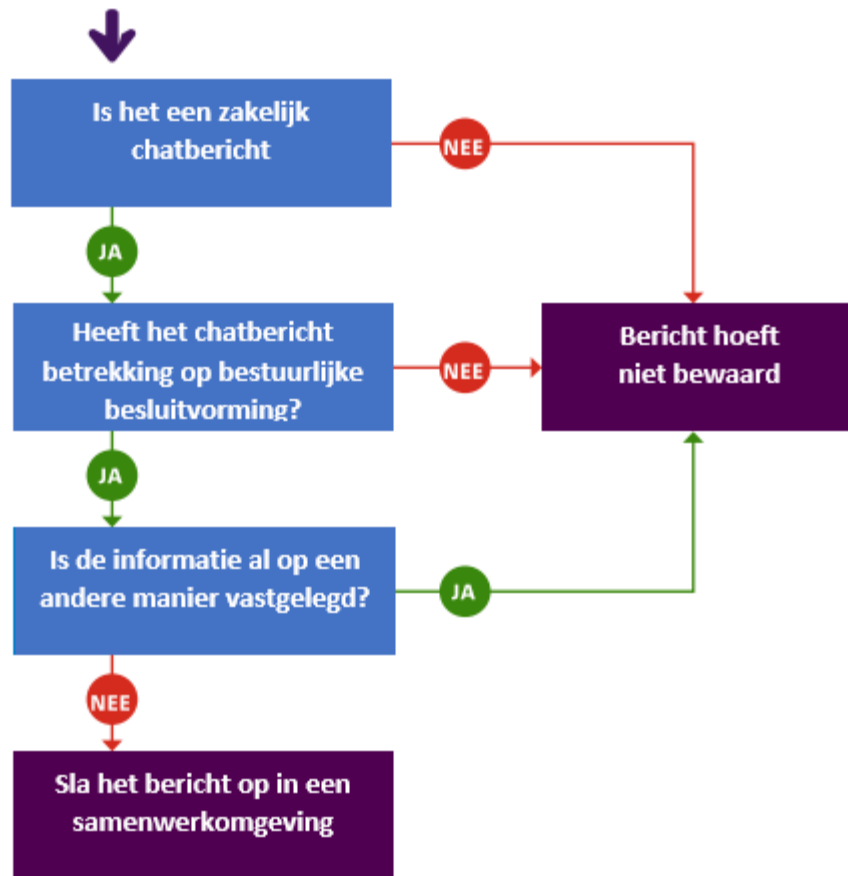 Is het een zakelijk
chatbericht
NEE
JA
Heeft het chatbericht
betrekking op bestuurlijke
besluitvorming?
NEE
Bericht hoeft
niet bewaard
JA
Is de informatie al op een
andere manier vastgelegd?
JA
NEE
Sla het bericht op in een
samenwerkomgeving